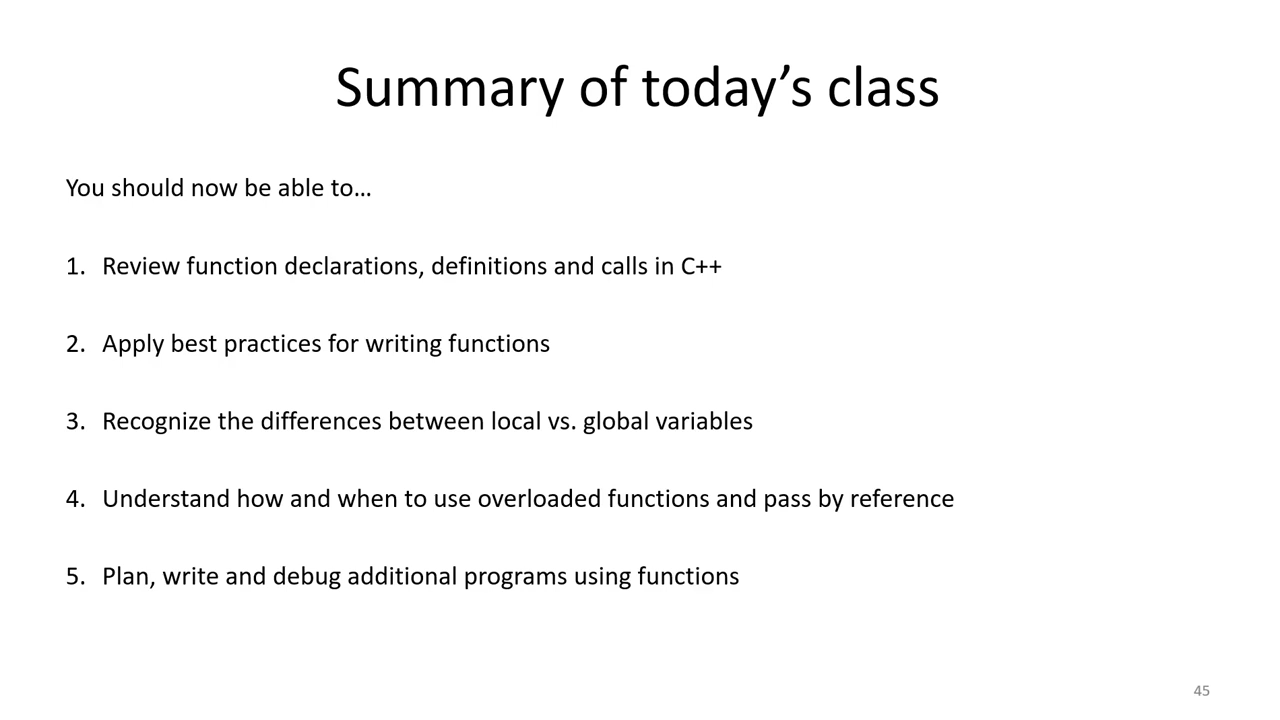 Summary of today’s class
You should now be able to…
1. Review function declarations, definitions and calls in C++
2. Apply best practices for writing functions
3. Recognize the differences between local vs. global variables
4. Understand how and when to use overloaded functions and pass by reference
5. Plan, write and debug additional programs using functions
45